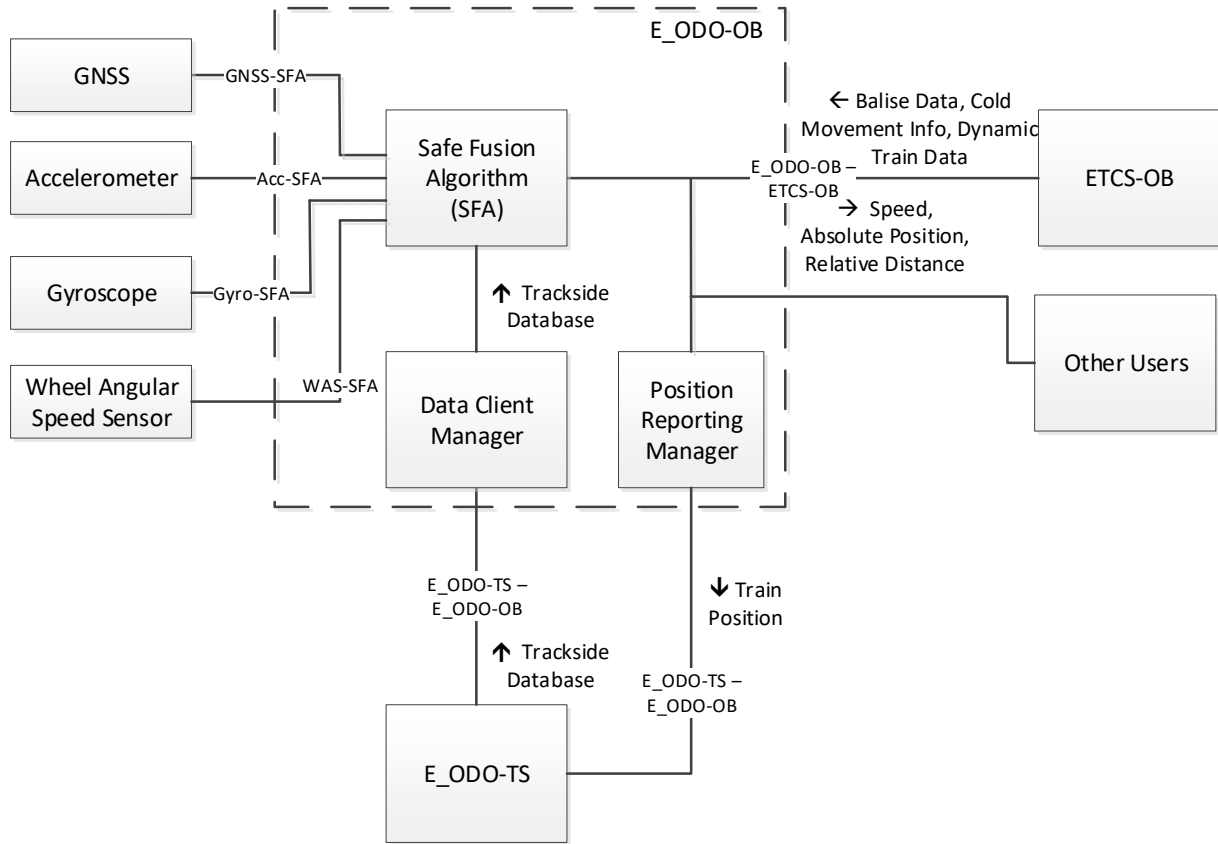 E_ODO-OB
GNSS
GNSS-SFA
Accelerometer
Acc-SFA
Gyroscope
Gyro-SFA
Wheel Angular
Speed Sensor
WAS-SFA
Safe Fusion
Algorithm
(SFA)
← Balise Data, Cold
Movement Info, Dynamic
Train Data
E_ODO-OB –
ETCS-OB
→ Speed,
Absolute Position,
Relative Distance
ETCS-OB
Other Users
↑ Trackside
Database
Data Client
Manager
Position
Reporting
Manager
E_ODO-TS –
E_ODO-OB
↑ Trackside
Database
↓ Train
Position
E_ODO-TS –
E_ODO-OB
E_ODO-TS